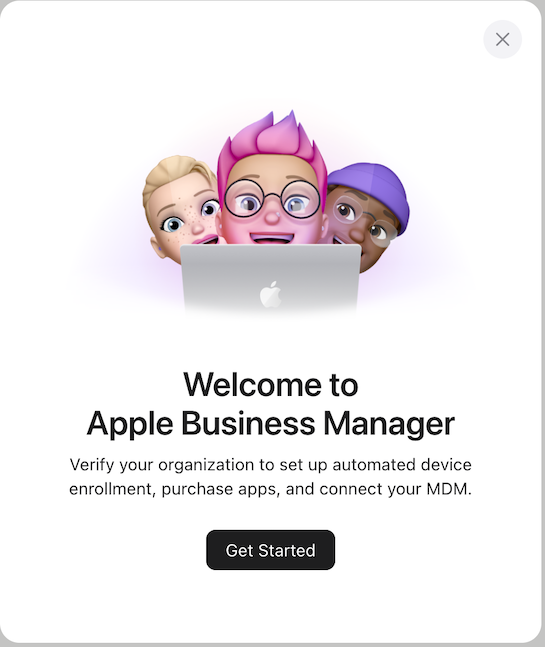 Welcome to
Apple Business Manager
Verify your organization to set up automated device
enrollment, purchase apps, and connect your MDM.
Get Started